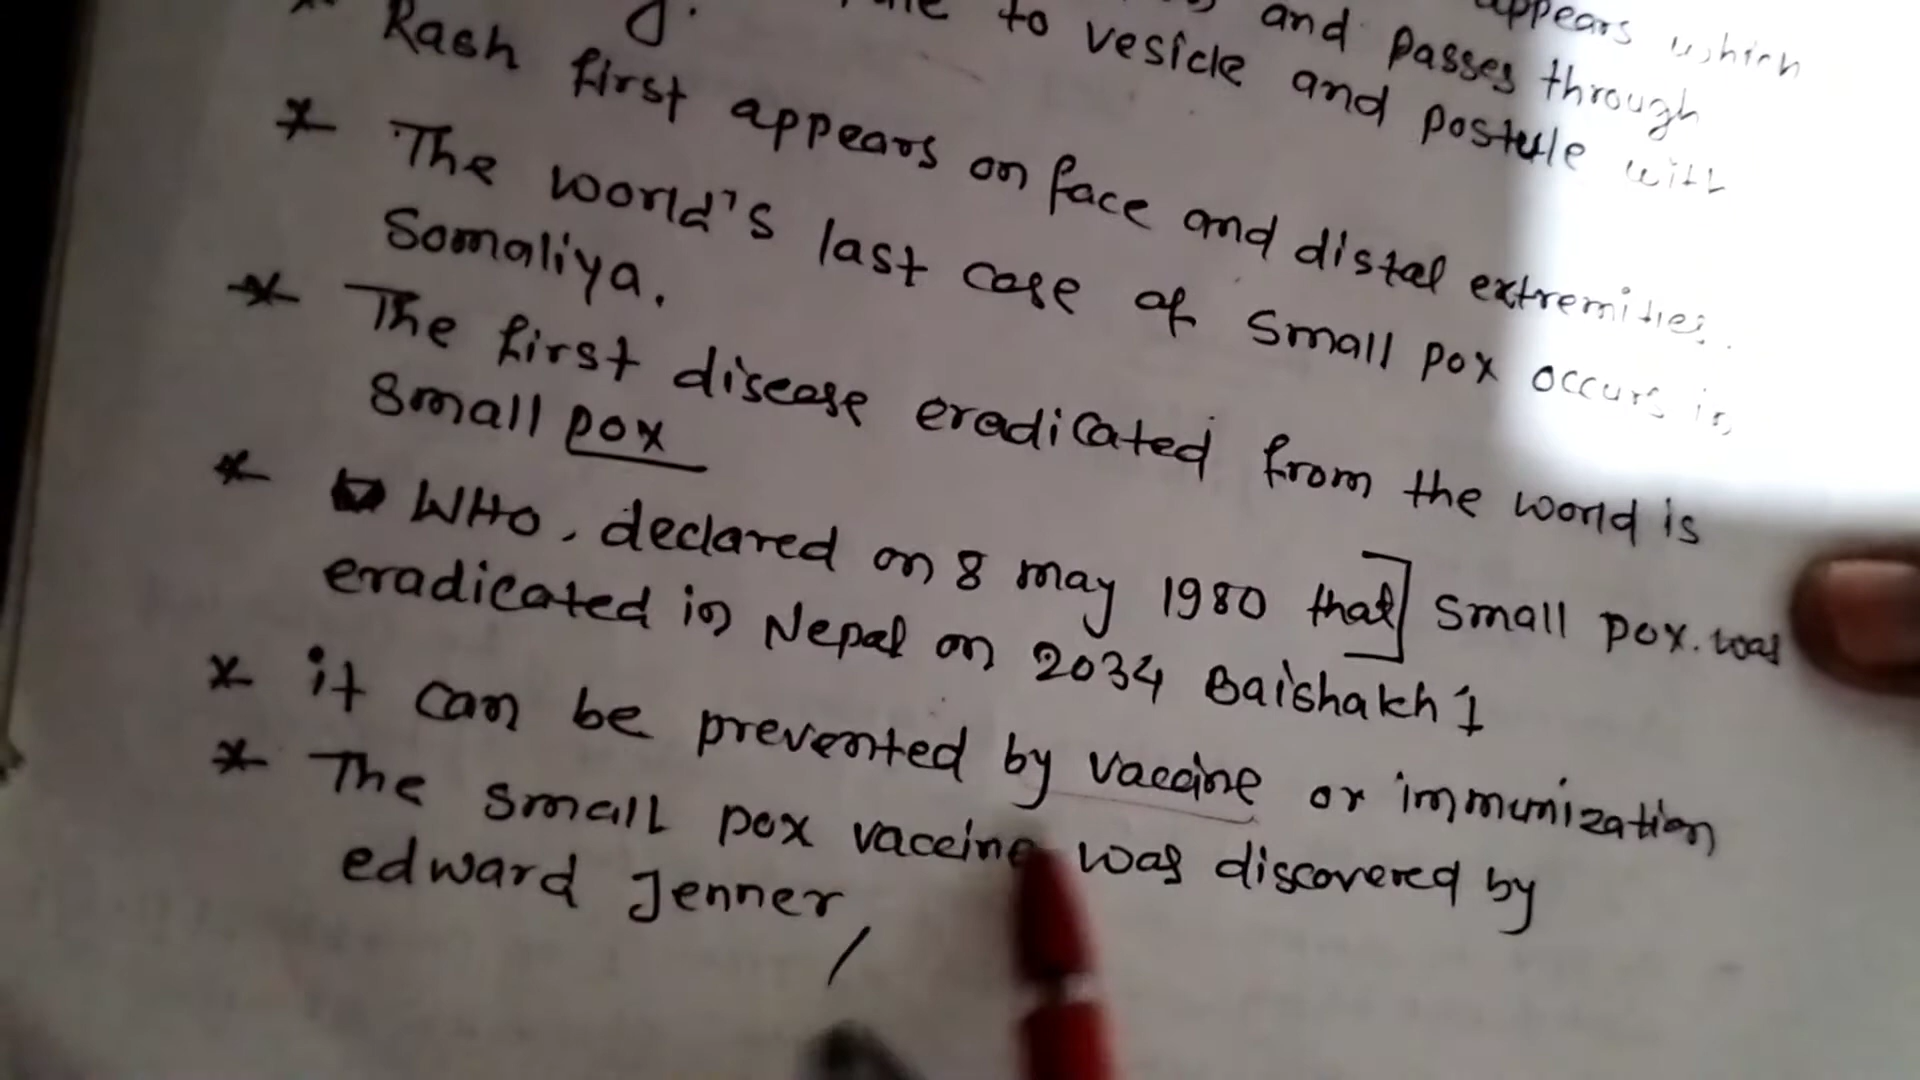 appears which
and passes through
to vesicle and postule with
* Rash first appears on face and distal extremities.
* The world's last case of small pox occurs in
Somaliya.
* The first disease eradicated from the world is
small pox
* WHO, declared on 8 may 1980 that] small pox. was
eradicated in Nepal on 2034 Baishakh 1
* it can be prevented by vaccine or immunization
* The small pox vaccine was discovered by
edward Jenner/